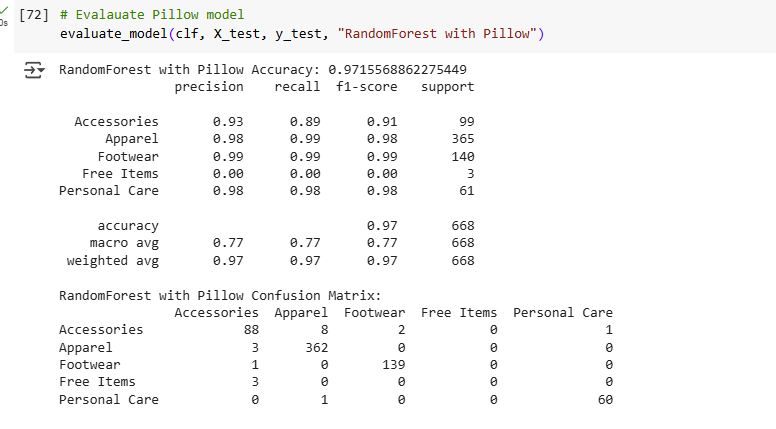 [72] # Evalauate Pillow model
evaluate_model(clf, X_test, y_test, "RandomForest with Pillow")
0s
RandomForest with Pillow Accuracy: 0.9715568862275449
precision recall f1-score support
Accessories 0.93 0.89 0.91 99
Apparel 0.98 0.99 0.98 365
Footwear 0.99 0.99 0.99 140
Free Items 0.00 0.00 0.00 3
Personal Care 0.98 0.98 0.98 61
accuracy 0.97 668
macro avg 0.77 0.77 0.77 668
weighted avg 0.97 0.97 0.97 668
RandomForest with Pillow Confusion Matrix:
Accessories Apparel Footwear Free Items Personal Care
Accessories 88 8 2 0 1
Apparel 3 362 0 0 0
Footwear 1 0 139 0 0
Free Items 3 0 0 0 0
Personal Care 0 1 0 0 60